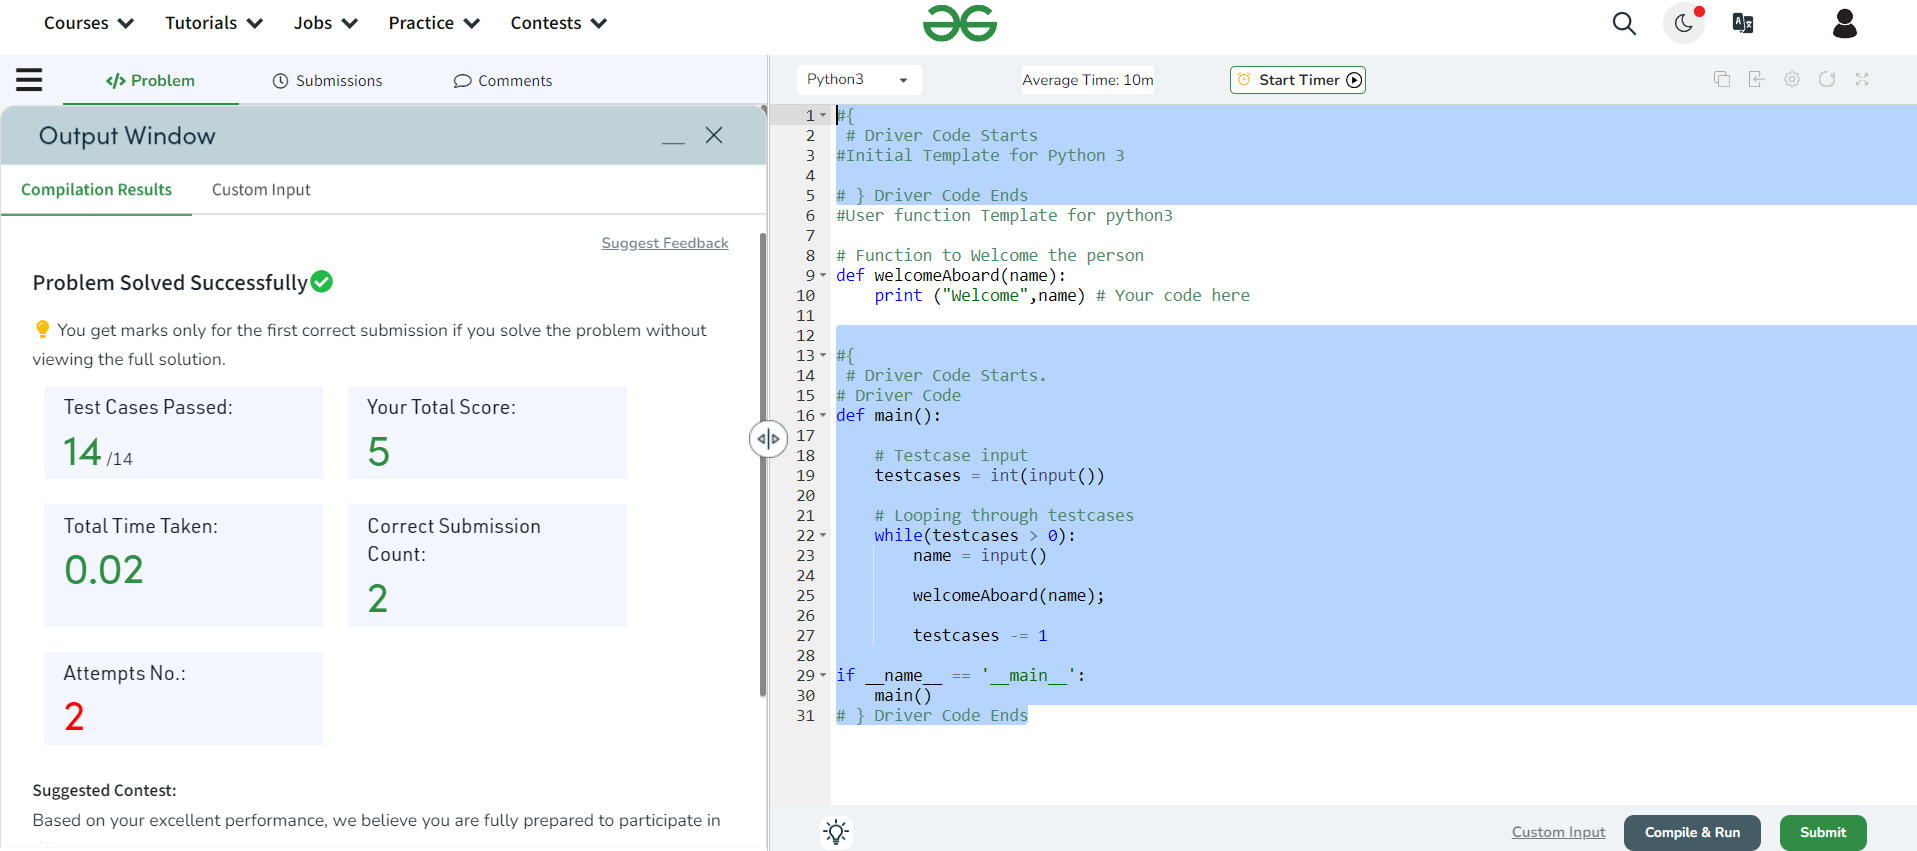 Courses Tutorials Jobs Practice Contests
</> Problem Submissions Comments
Output Window
Compilation Results Custom Input
Suggest Feedback
Problem Solved Successfully
You get marks only for the first correct submission if you solve the problem without
viewing the full solution.
Test Cases Passed:
14 /14
Your Total Score:
5
Total Time Taken:
0.02
Correct Submission
Count:
2
Attempts No.:
2
Suggested Contest:
Based on your excellent performance, we believe you are fully prepared to participate in
Python3 Average Time: 10m Start Timer
1 #{
2  # Driver Code Starts
3 #Initial Template for Python 3
4
5 # } Driver Code Ends
6 #User function Template for python3
7
8 # Function to Welcome the person
9 def welcomeAboard(name):
10     print ("Welcome",name) # Your code here
11
12
13 #{
14  # Driver Code Starts.
15 # Driver Code
16 def main():
17
18     # Testcase input
19     testcases = int(input())
20
21     # Looping through testcases
22     while(testcases > 0):
23         name = input()
24
25         welcomeAboard(name);
26
27         testcases -= 1
28
29 if __name__ == '__main__':
30     main()
31 # } Driver Code Ends
Custom Input Compile & Run Submit